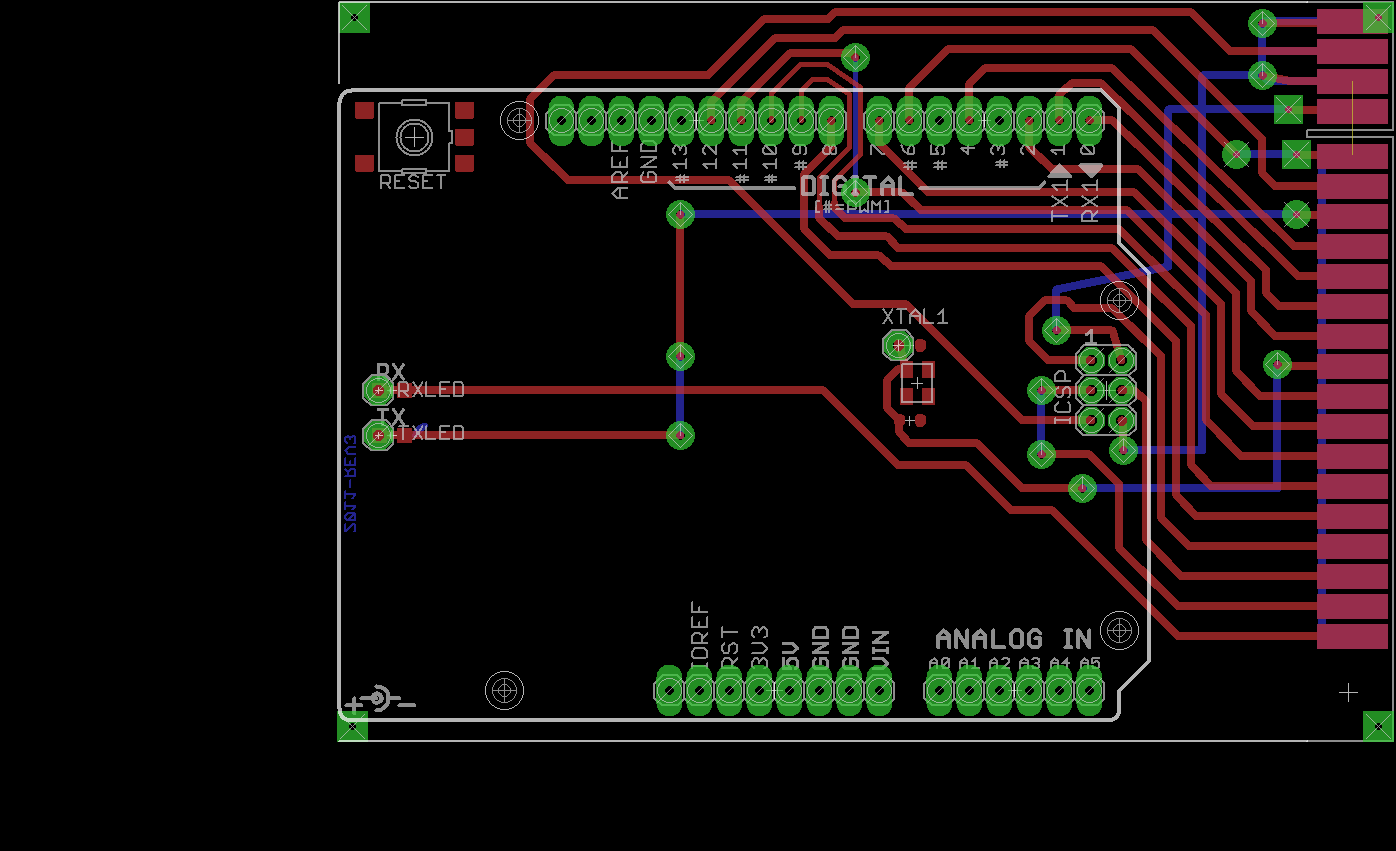 RESET
AREF
GND
#13
12
#11
#10
#9
8
7
#6
#5
4
#3
2
1
0
DIGITAL
[#=PWM]
TX1
RX1
XTAL1
1
ICSP
RX
RXLED
TX
TXLED
2011-REV3
IOREF
RST
3V3
5V
GND
GND
VIN
ANALOG IN
A0 A1 A2 A3 A4 A5
+ -